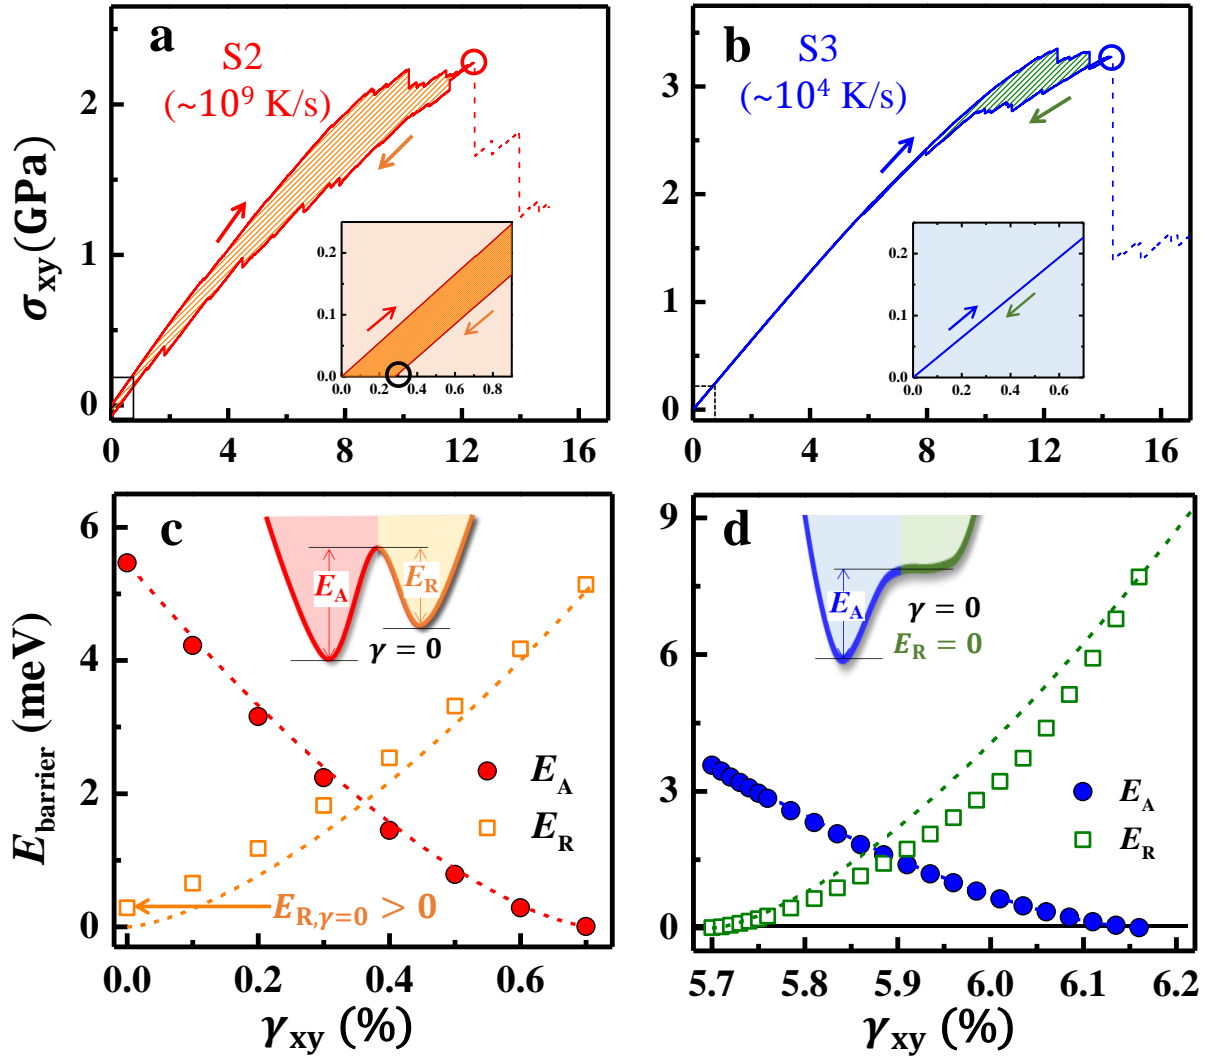 a
S2
(~10⁹ K/s)
σxy(GPa)
2
1
0
0.2
0.1
0.0
0.0 0.2 0.4 0.6 0.8
0 4 8 12 16
b
S3
(~10⁴ K/s)
3
2
1
0
0.2
0.1
0.0
0.0 0.2 0.4 0.6
0 4 8 12 16
c
Ebarrier (meV)
6
4
2
0
EA
ER
γ = 0
EA
ER
ER,γ=0 > 0
0.0 0.2 0.4 0.6
γxy (%)
d
9
6
3
0
EA
γ = 0
ER = 0
EA
ER
5.7 5.8 5.9 6.0 6.1 6.2
γxy (%)